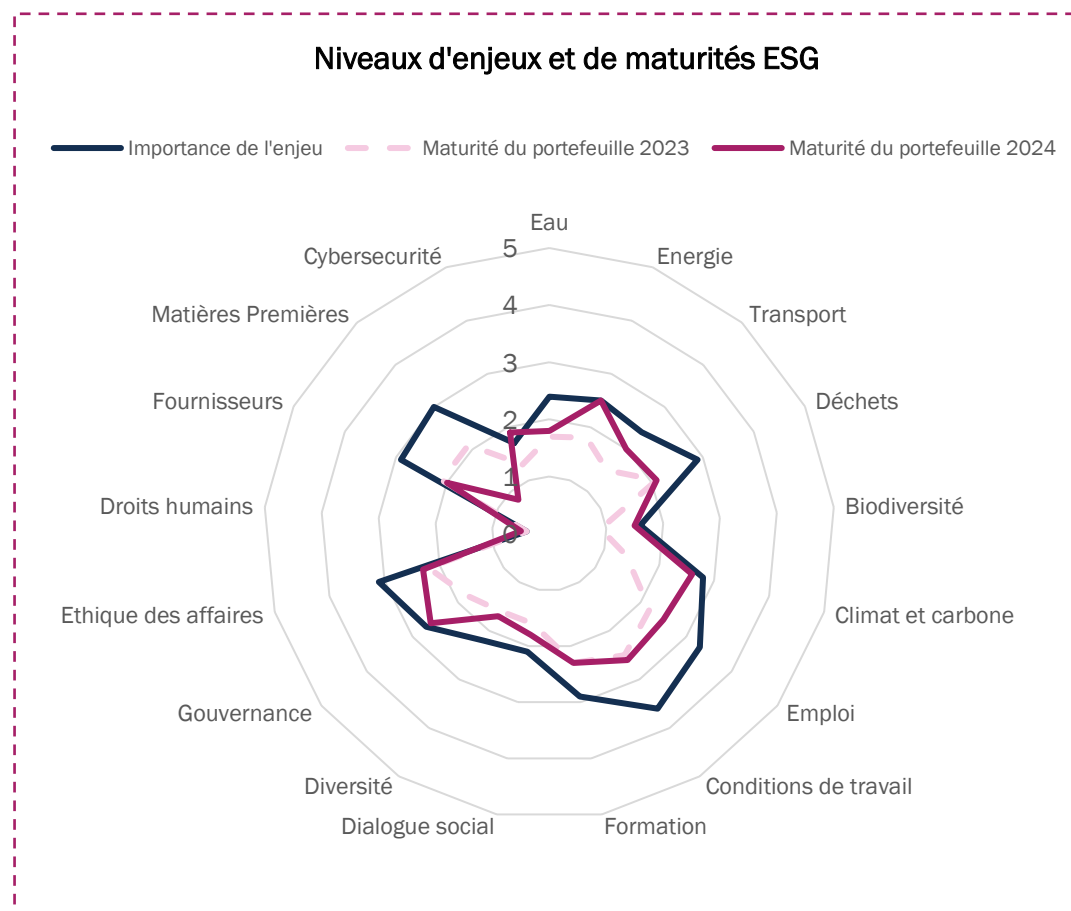 Niveaux d'enjeux et de maturités ESG
Importance de l'enjeu
Maturité du portefeuille 2023
Maturité du portefeuille 2024
Eau
Energie
Transport
Déchets
Biodiversité
Climat et carbone
Emploi
Conditions de travail
Formation
Dialogue social
Diversité
Gouvernance
Ethique des affaires
Droits humains
Fournisseurs
Matières Premières
Cybersecurité
5
4
3
2
1
0